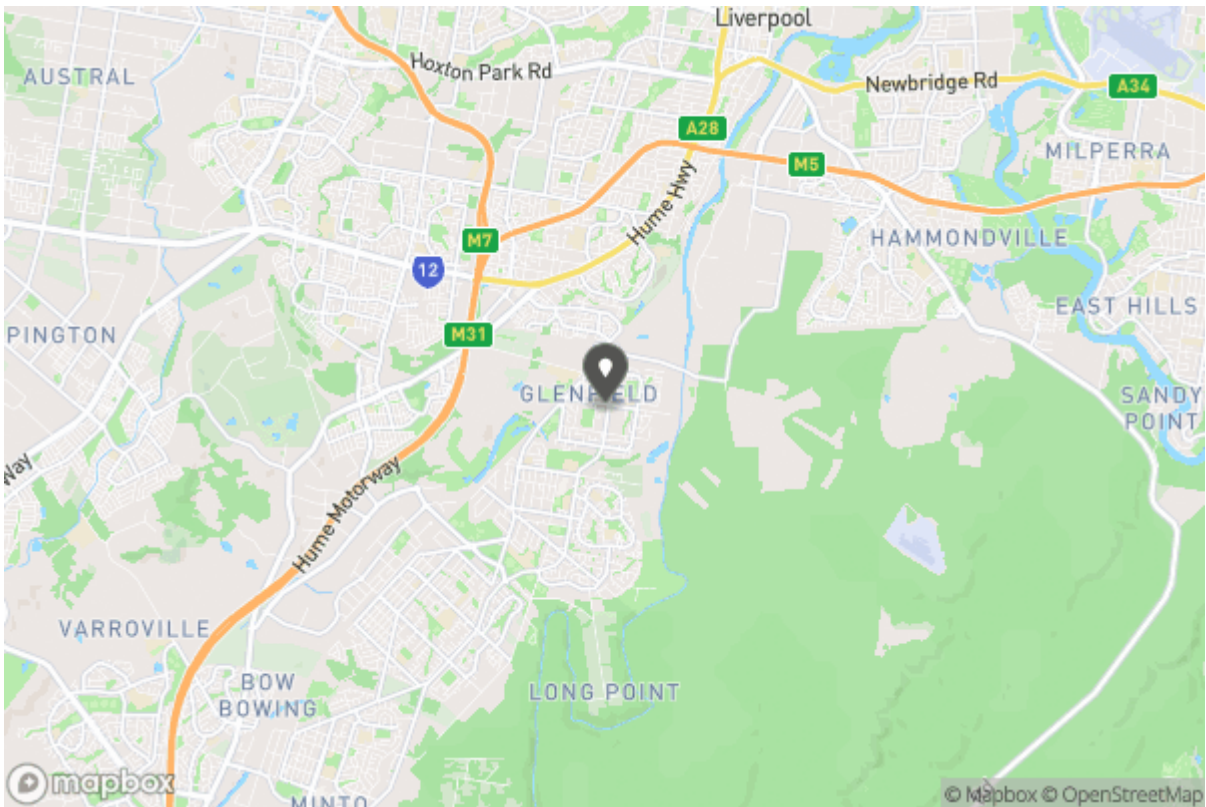 Liverpool
AUSTRAL
Hoxton Park Rd
Newbridge Rd
A34
A28
MILPERRA
M5
Hume Hwy
HAMMONDVILLE
M7
12
EAST HILLS
PINGTON
M31
GLENFIELD
SANDY
POINT
Way
Hume Motorway
VARROVILLE
BOW
BOWING
LONG POINT
MINTO
mapbox
© Mapbox © OpenStreetMap